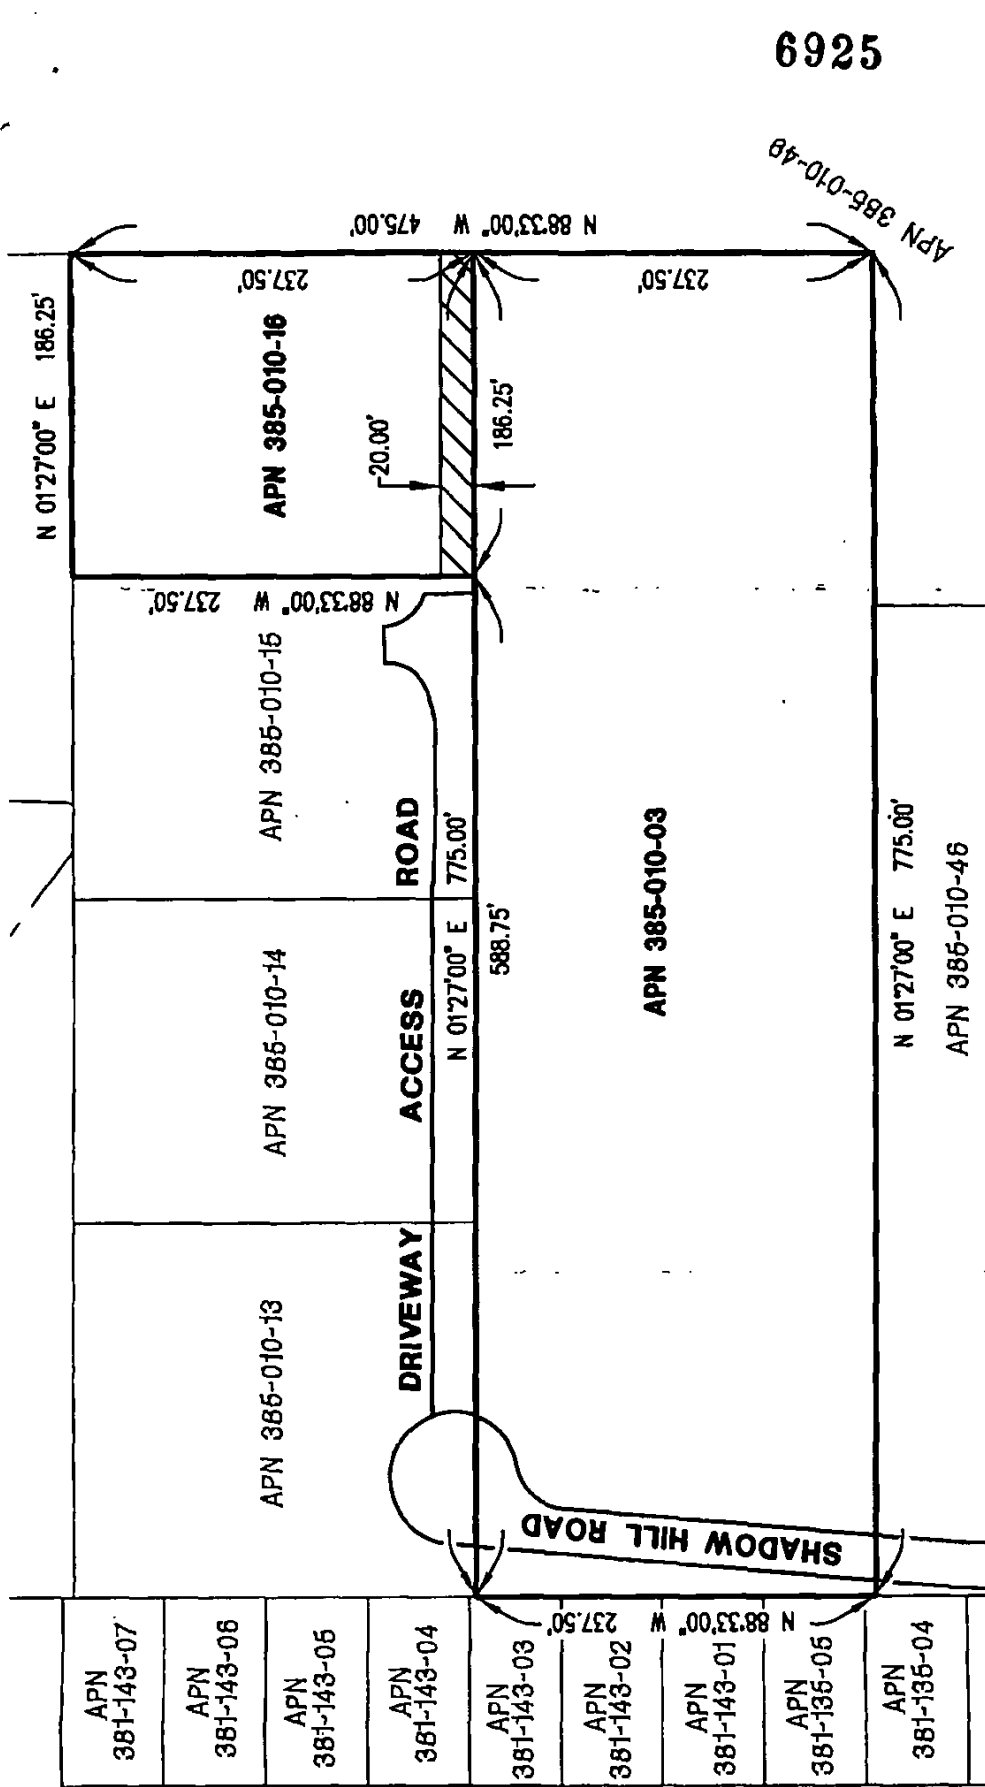 6925
APN 385-010-48
N 88°33'00" W 475.00'
237.50'
237.50'
N 01°27'00" E 186.25'
APN 385-010-16
20.00'
186.25'
N 88°33'00" W 237.50'
APN 385-010-15
APN 385-010-14
APN 385-010-13
DRIVEWAY ACCESS ROAD
N 01°27'00" E 775.00'
588.75'
APN 385-010-03
N 01°27'00" E 775.00'
APN 385-010-46
SHADOW HILL ROAD
N 88°33'00" W 237.50'
APN
381-143-07
APN
381-143-06
APN
381-143-05
APN
381-143-04
APN
381-143-03
APN
381-143-02
APN
381-143-01
APN
381-135-05
APN
381-135-04